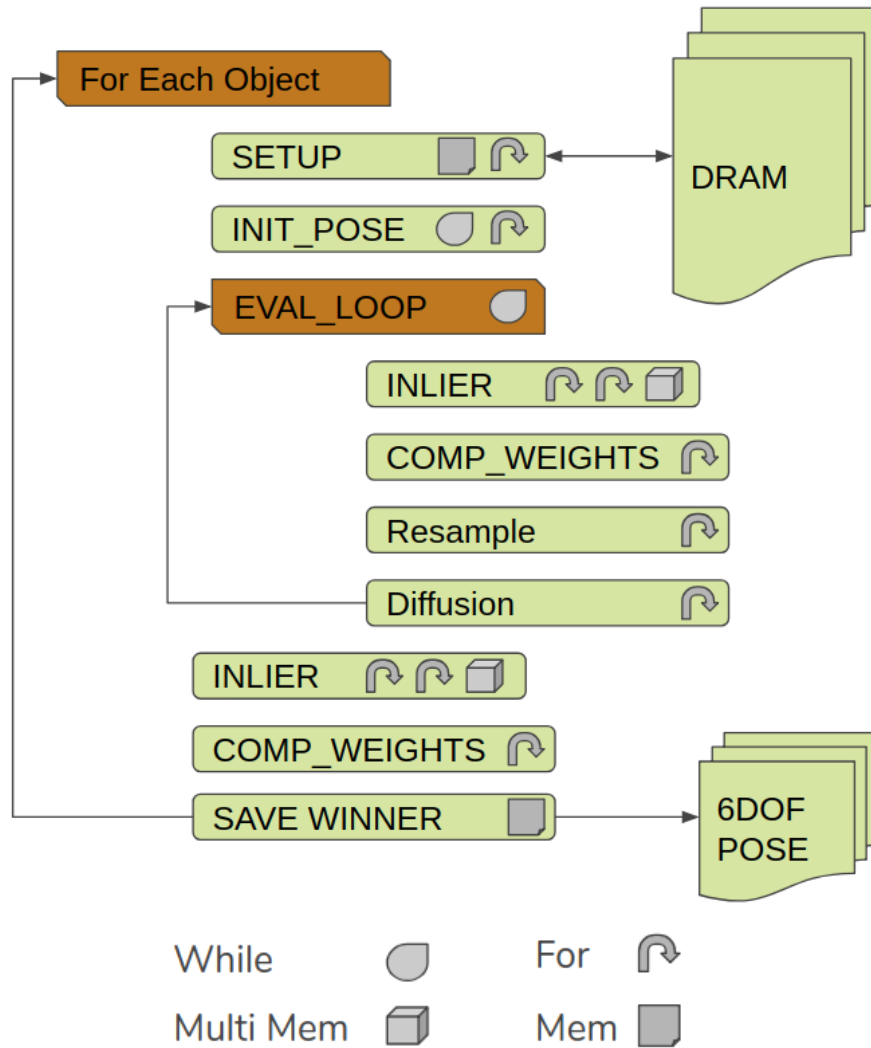 For Each Object
SETUP
DRAM
INIT_POSE
EVAL_LOOP
INLIER
COMP_WEIGHTS
Resample
Diffusion
INLIER
COMP_WEIGHTS
SAVE WINNER
6DOF
POSE
While
For
Multi Mem
Mem